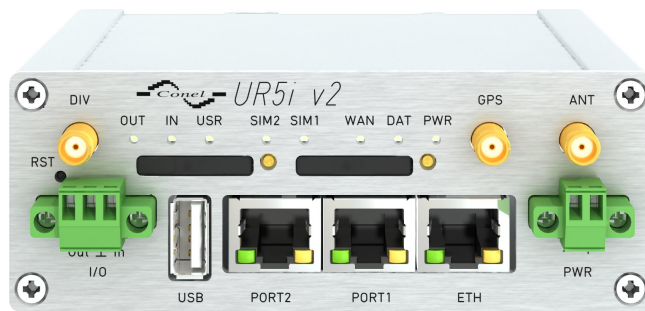 DIV
Conel
UR5i v2
GPS
ANT
OUT IN USR SIM2 SIM1 WAN DAT PWR
RST
Out ⊥ In
I/O
PWR
USB PORT2 PORT1 ETH